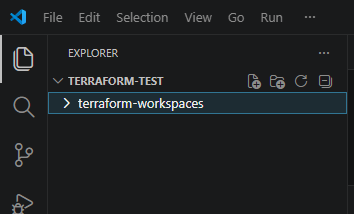 File Edit Selection View Go Run ···
EXPLORER ···
TERRAFORM-TEST
terraform-workspaces